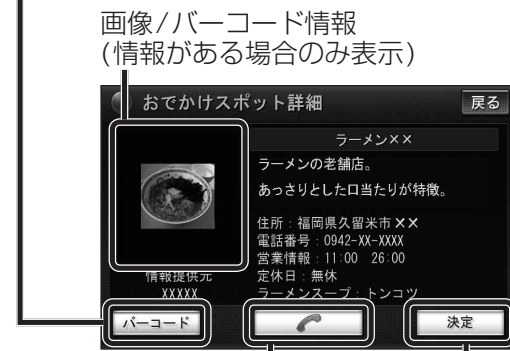 画像/バーコード情報
(情報がある場合のみ表示)
おでかけスポット詳細
戻る
ラーメン××
ラーメンの老舗店。
あっさりとした口当たりが特徴。
住所:福岡県久留米市××
電話番号:0942-XX-XXXX
営業情報:11:00 26:00
定休日:無休
ラーメンスープ:トンコツ
情報提供元
XXXXX
バーコード
決定